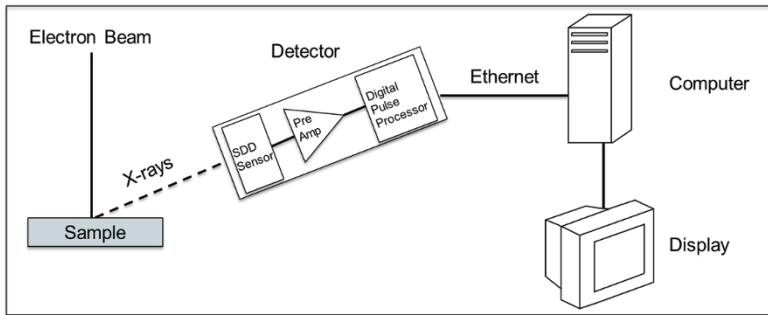 Electron Beam
Detector
Ethernet
Computer
X-rays
SDD
Sensor
Pre
Amp
Digital
Pulse
Processor
Sample
Display